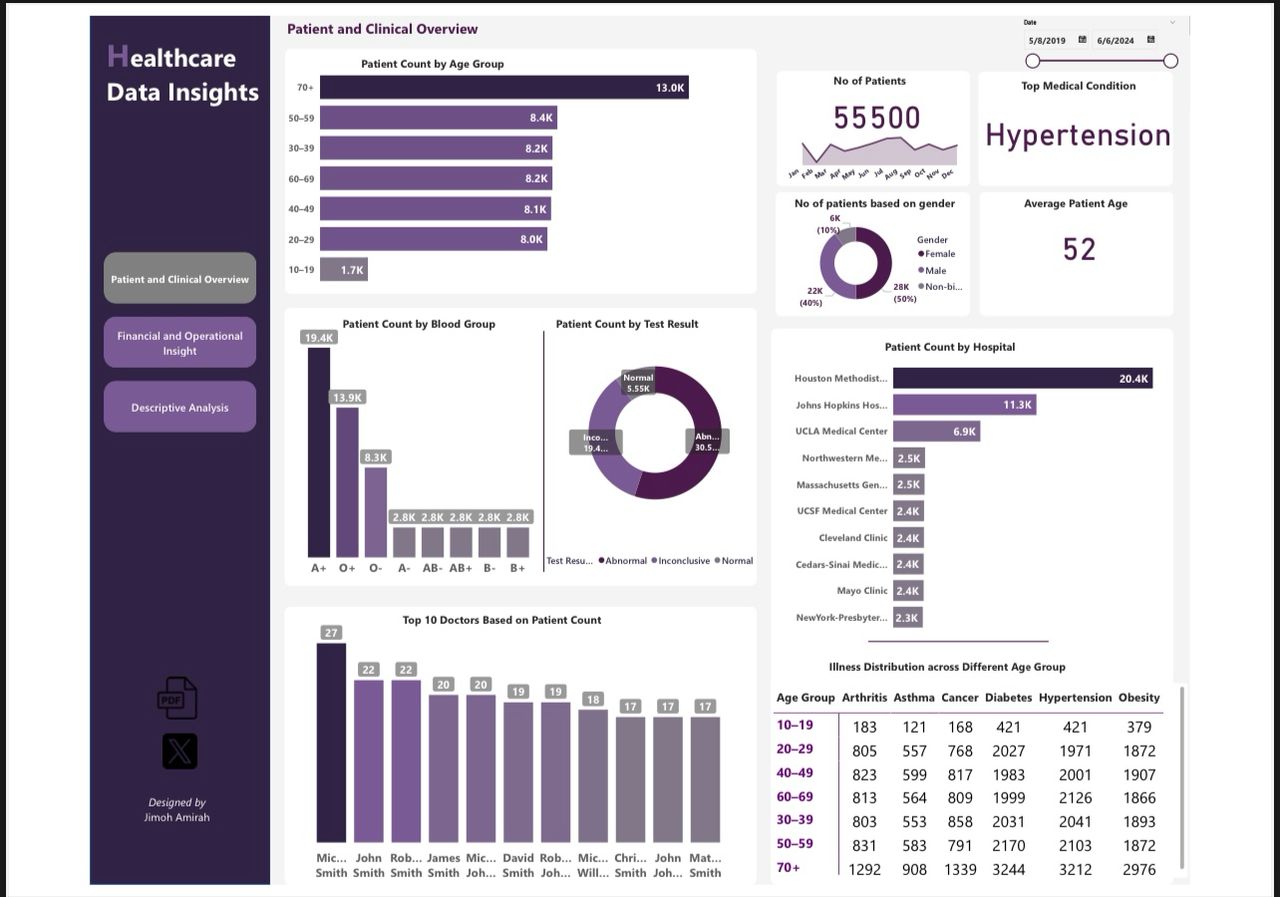 Healthcare
Data Insights
Patient and Clinical Overview
Financial and Operational
Insight
Descriptive Analysis
PDF
X
Designed by
Jimoh Amirah
Patient and Clinical Overview
Date
5/8/2019 6/6/2024
Patient Count by Age Group
70+ 13.0K
50–59 8.4K
30–39 8.2K
60–69 8.2K
40–49 8.1K
20–29 8.0K
10–19 1.7K
No of Patients
55500
Jan Feb Mar Apr May Jun Jul Aug Sep Oct Nov Dec
Top Medical Condition
Hypertension
No of patients based on gender
6K
(10%)
22K
(40%)
28K
(50%)
Gender
Female
Male
Non-bi...
Average Patient Age
52
Patient Count by Blood Group
19.4K 13.9K 8.3K 2.8K 2.8K 2.8K 2.8K 2.8K
A+ O+ O- A- AB- AB+ B- B+
Patient Count by Test Result
Normal
5.55K
Inco...
19.4...
Abn...
30.5...
Test Resu... Abnormal Inconclusive Normal
Patient Count by Hospital
Houston Methodist... 20.4K
Johns Hopkins Hos... 11.3K
UCLA Medical Center 6.9K
Northwestern Me... 2.5K
Massachusetts Gen... 2.5K
UCSF Medical Center 2.4K
Cleveland Clinic 2.4K
Cedars-Sinai Medic... 2.4K
Mayo Clinic 2.4K
NewYork-Presbyter... 2.3K
Top 10 Doctors Based on Patient Count
27 22 22 20 20 19 19 18 17 17 17
Mic... John Rob... James Mic... David Rob... Mic... Chri... John Mat...
Smith Smith Smith Smith Joh... Smith Joh... Will... Smith Joh... Smith
Illness Distribution across Different Age Group
Age Group Arthritis Asthma Cancer Diabetes Hypertension Obesity
10–19 183 121 168 421 421 379
20–29 805 557 768 2027 1971 1872
40–49 823 599 817 1983 2001 1907
60–69 813 564 809 1999 2126 1866
30–39 803 553 858 2031 2041 1893
50–59 831 583 791 2170 2103 1872
70+ 1292 908 1339 3244 3212 2976